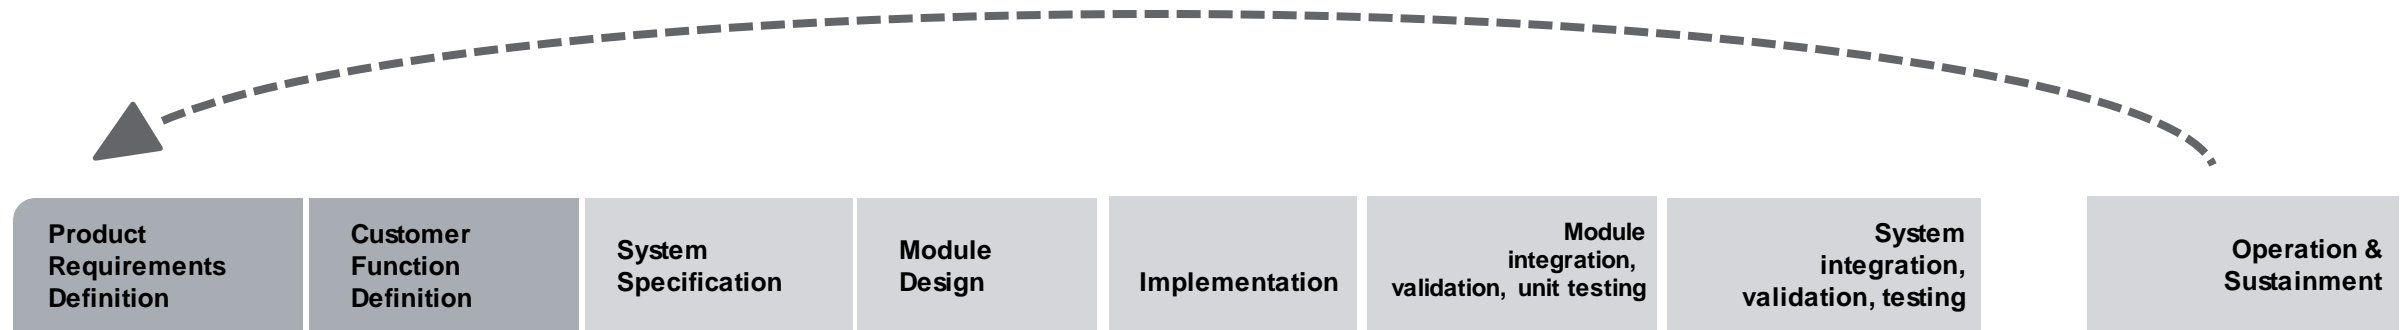 Product
Requirements
Definition
Customer
Function
Definition
System
Specification
Module
Design
Implementation
Module
integration,
validation, unit testing
System
integration,
validation, testing
Operation &
Sustainment